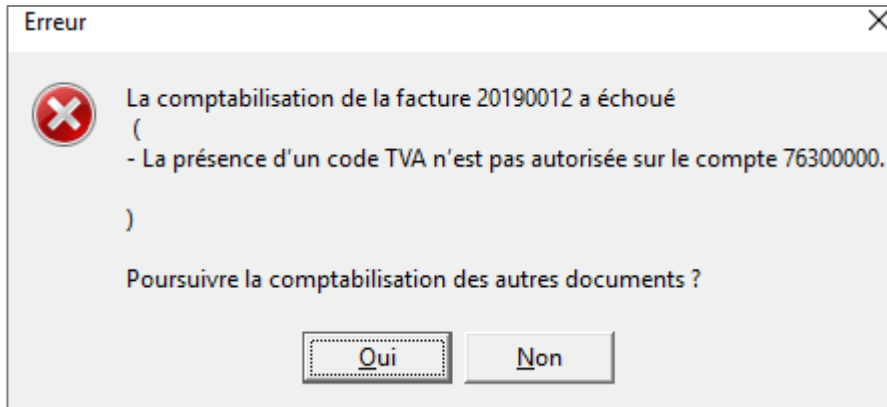 Erreur
La comptabilisation de la facture 20190012 a échoué
(
- La présence d’un code TVA n’est pas autorisée sur le compte 76300000.
)
Poursuivre la comptabilisation des autres documents ?
Oui
Non